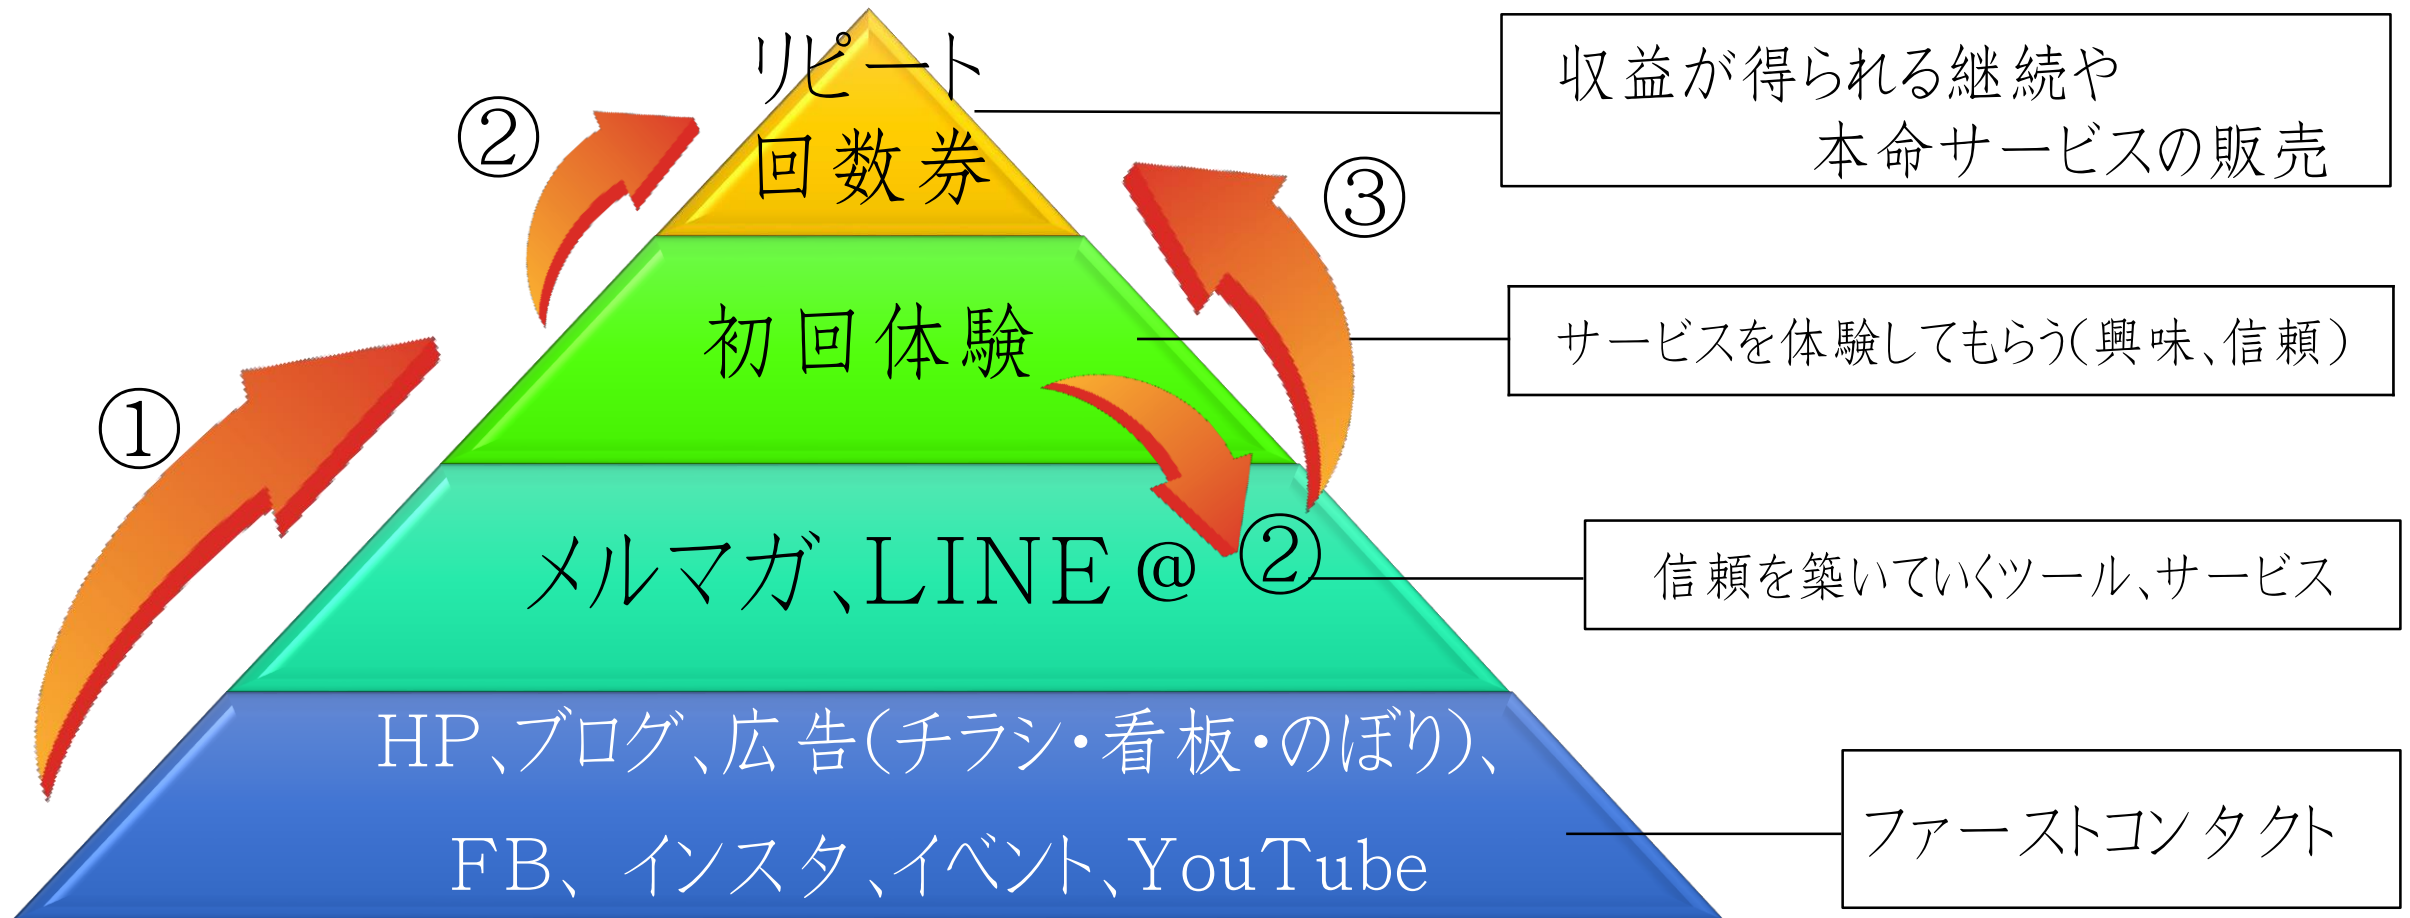 リピート
回数券
収益が得られる継続や
本命サービスの販売
②
③
初回体験
サービスを体験してもらう(興味、信頼)
①
メルマガ、LINE@
②
信頼を築いていくツール、サービス
HP、ブログ、広告(チラシ・看板・のぼり)、
FB、インスタ、イベント、YouTube
ファーストコンタクト